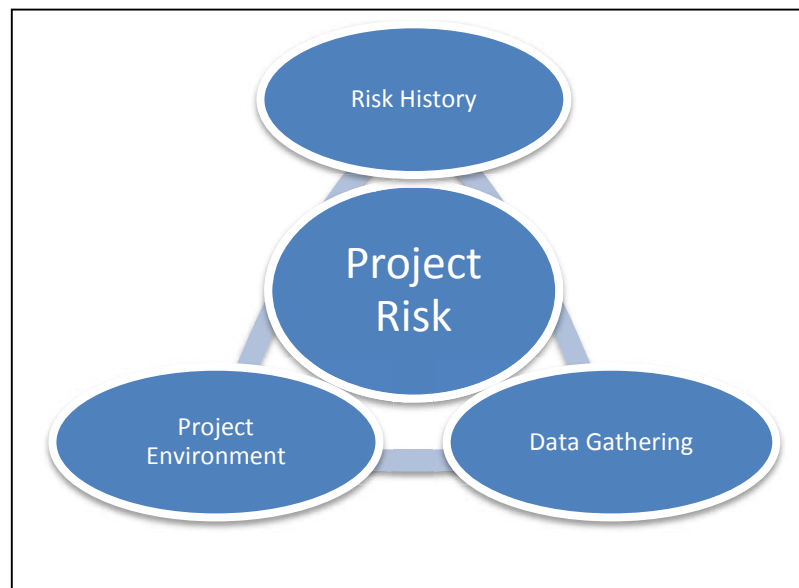 Risk History
Project
Risk
Project
Environment
Data Gathering